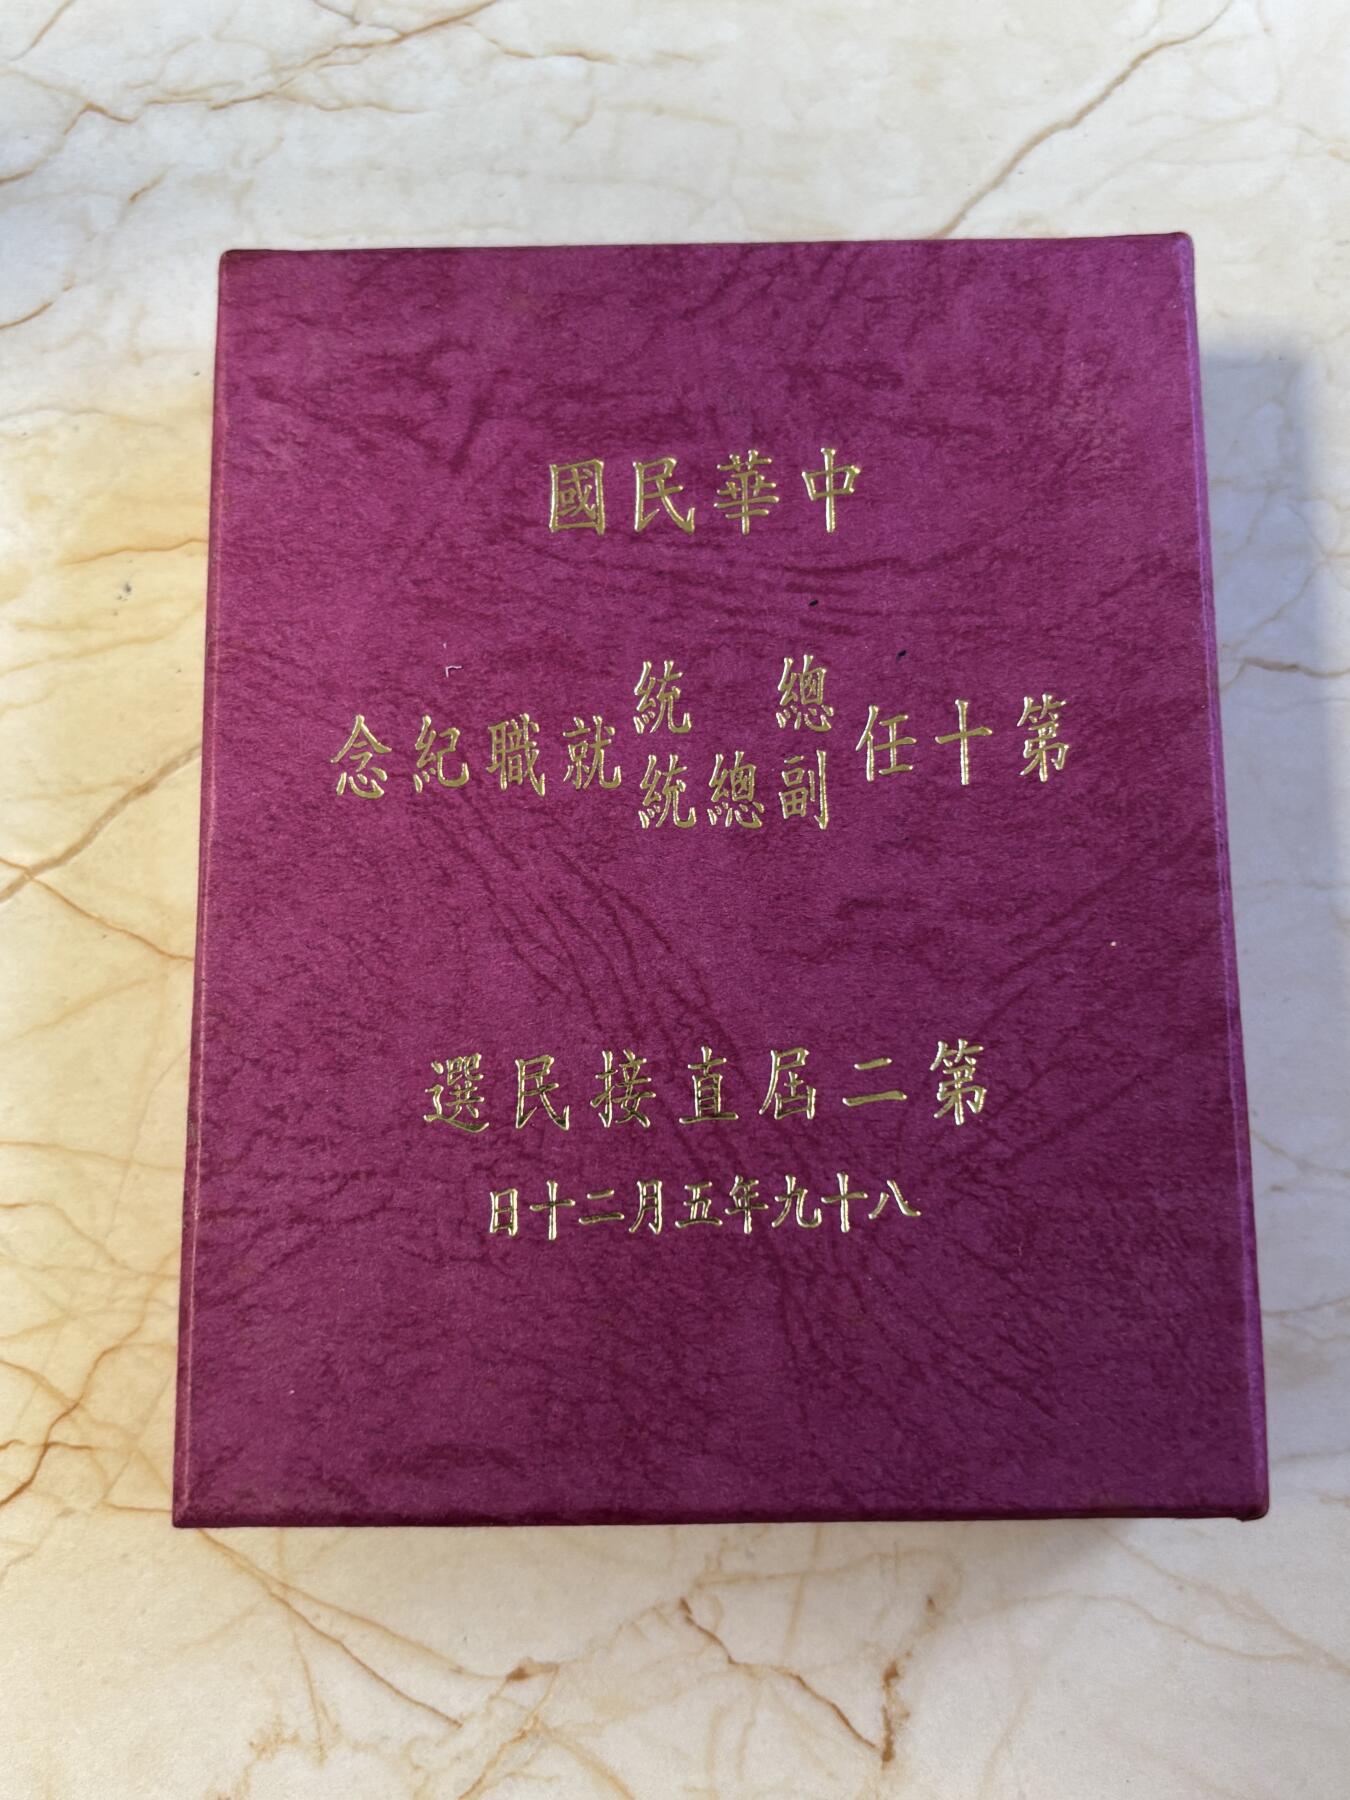 中華民國
第十任總統副總統就職紀念
第二屆直接民選
八十九年五月二十日